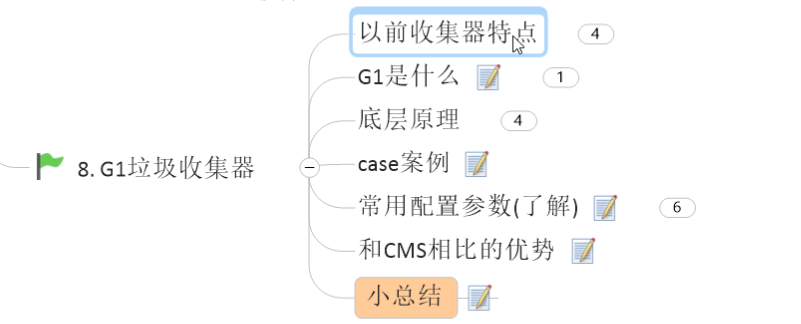 以前收集器特点 4
G1是什么 1
底层原理 4
8. G1垃圾收集器
case案例
常用配置参数(了解) 6
和CMS相比的优势
小总结